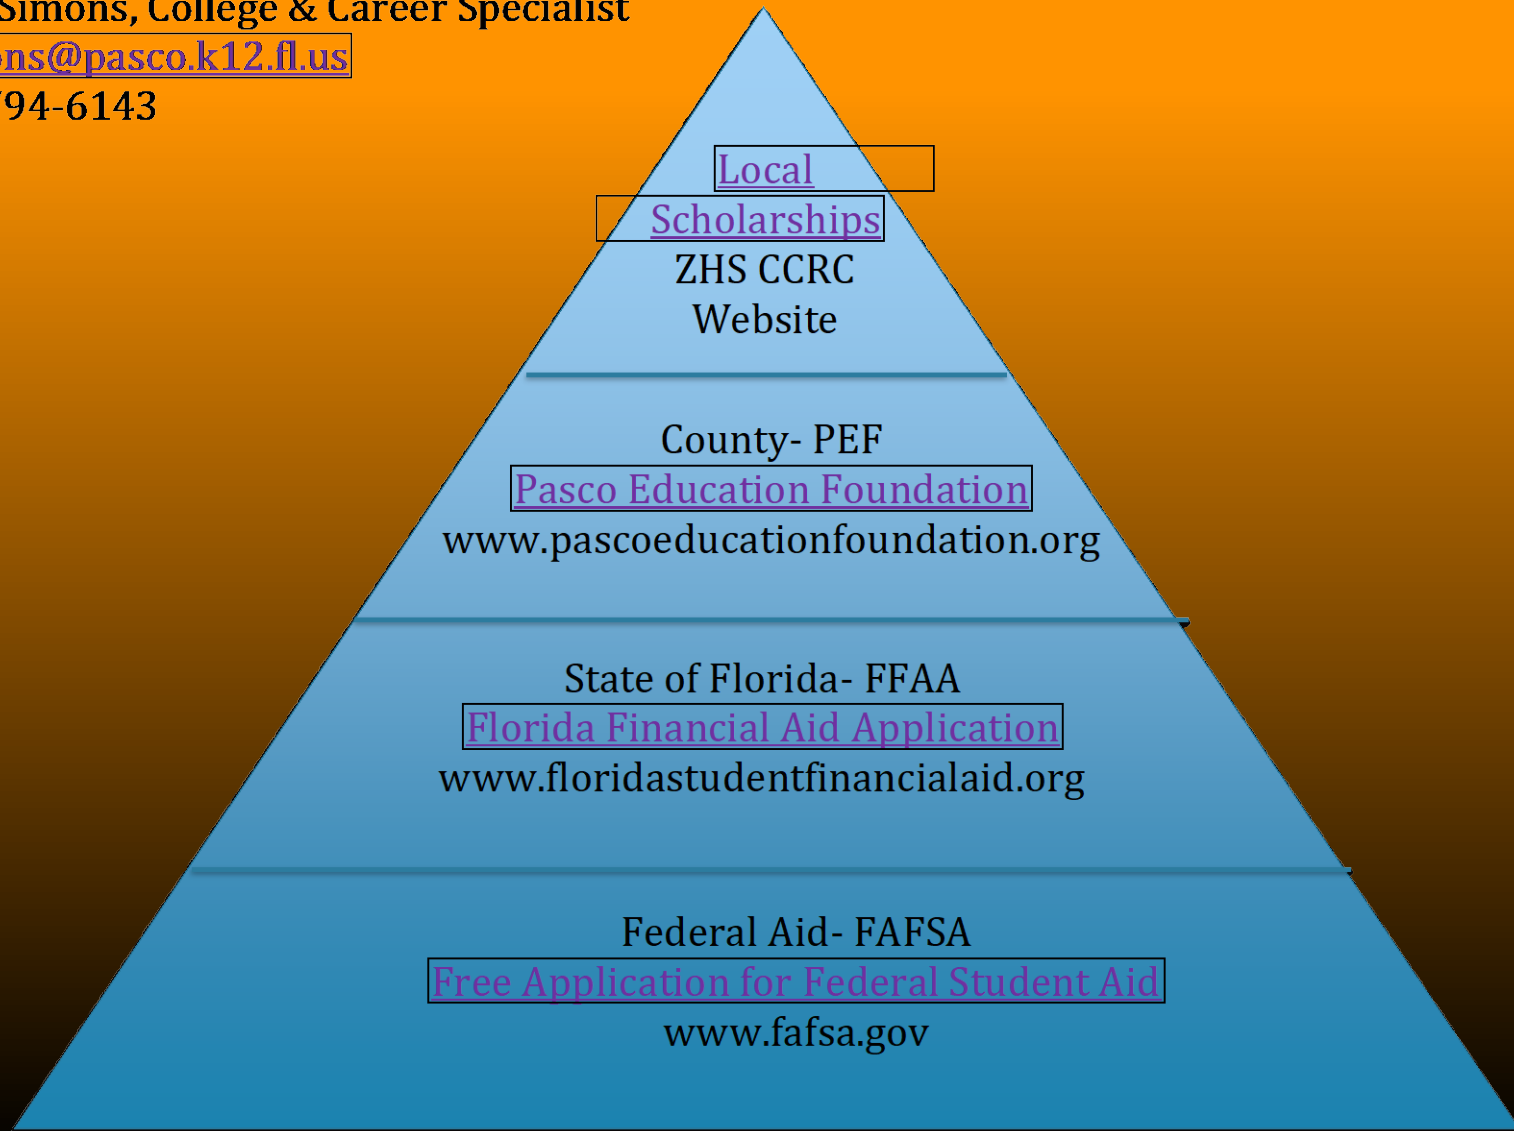 Simons, College & Career Specialist
ons@pasco.k12.fl.us
794-6143
Local
Scholarships
ZHS CCRC
Website
County- PEF
Pasco Education Foundation
www.pascoeducationfoundation.org
State of Florida- FFAA
Florida Financial Aid Application
www.floridastudentfinancialaid.org
Federal Aid- FAFSA
Free Application for Federal Student Aid
www.fafsa.gov